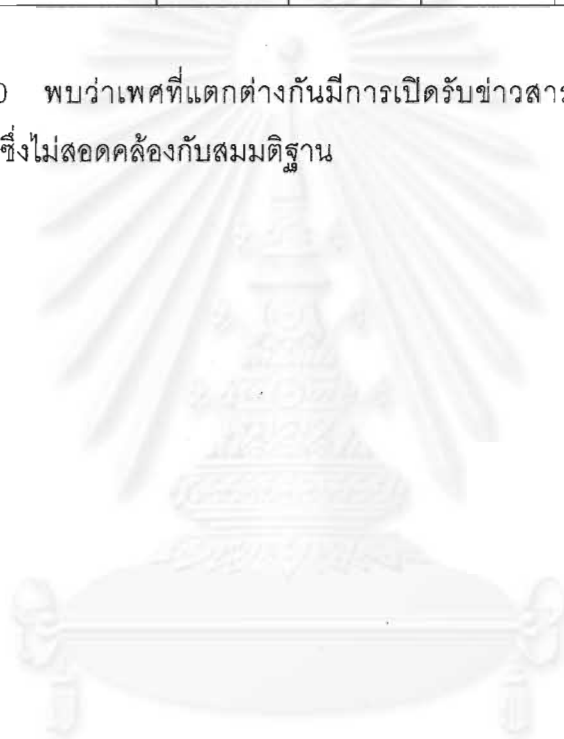 0 พบว่าเพศที่แตกต่างกันมีการเปิดรับข่าวสาร
ซึ่งไม่สอดคล้องกับสมมติฐาน